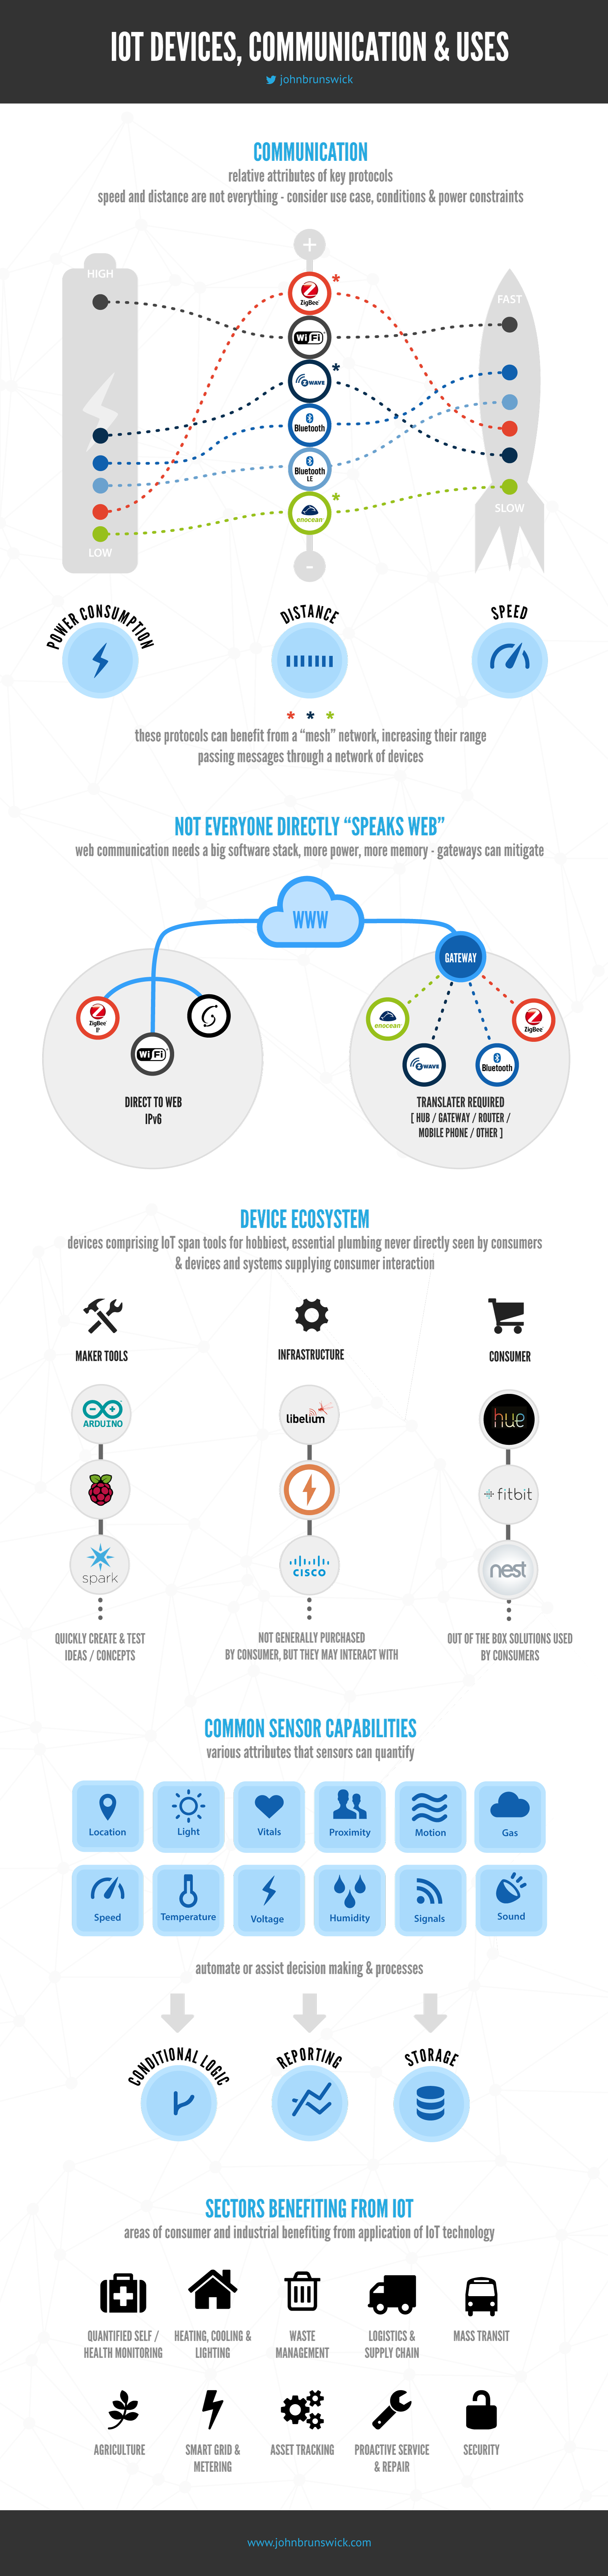 IOT DEVICES, COMMUNICATION & USES
johnbrunswick
COMMUNICATION
relative attributes of key protocols
speed and distance are not everything - consider use case, conditions & power constraints
+
HIGH
FAST
*
ZigBee
WiFi
*
Z WAVE
Bluetooth
Bluetooth
LE
*
enocean
SLOW
LOW
-
POWER CONSUMPTION
DISTANCE
SPEED
* * *
these protocols can benefit from a “mesh” network, increasing their range
passing messages through a network of devices
NOT EVERYONE DIRECTLY “SPEAKS WEB”
web communication needs a big software stack, more power, more memory - gateways can mitigate
WWW
GATEWAY
ZigBee
IP
WiFi
DIRECT TO WEB
IPv6
enocean
ZigBee
Z WAVE
Bluetooth
TRANSLATER REQUIRED
[ HUB / GATEWAY / ROUTER /
MOBILE PHONE / OTHER ]
DEVICE ECOSYSTEM
devices comprising IoT span tools for hobbiest, essential plumbing never directly seen by consumers
& devices and systems supplying consumer interaction
MAKER TOOLS
INFRASTRUCTURE
CONSUMER
ARDUINO
libelium
hue
fitbit
spark
CISCO
nest
QUICKLY CREATE & TEST
IDEAS / CONCEPTS
NOT GENERALLY PURCHASED
BY CONSUMER, BUT THEY MAY INTERACT WITH
OUT OF THE BOX SOLUTIONS USED
BY CONSUMERS
COMMON SENSOR CAPABILITIES
various attributes that sensors can quantify
Location
Light
Vitals
Proximity
Motion
Gas
Speed
Temperature
Voltage
Humidity
Signals
Sound
automate or assist decision making & processes
CONDITIONAL LOGIC
REPORTING
STORAGE
SECTORS BENEFITING FROM IOT
areas of consumer and industrial benefiting from application of IoT technology
QUANTIFIED SELF /
HEALTH MONITORING
HEATING, COOLING &
LIGHTING
WASTE
MANAGEMENT
LOGISTICS &
SUPPLY CHAIN
MASS TRANSIT
AGRICULTURE
SMART GRID &
METERING
ASSET TRACKING
PROACTIVE SERVICE
& REPAIR
SECURITY
www.johnbrunswick.com